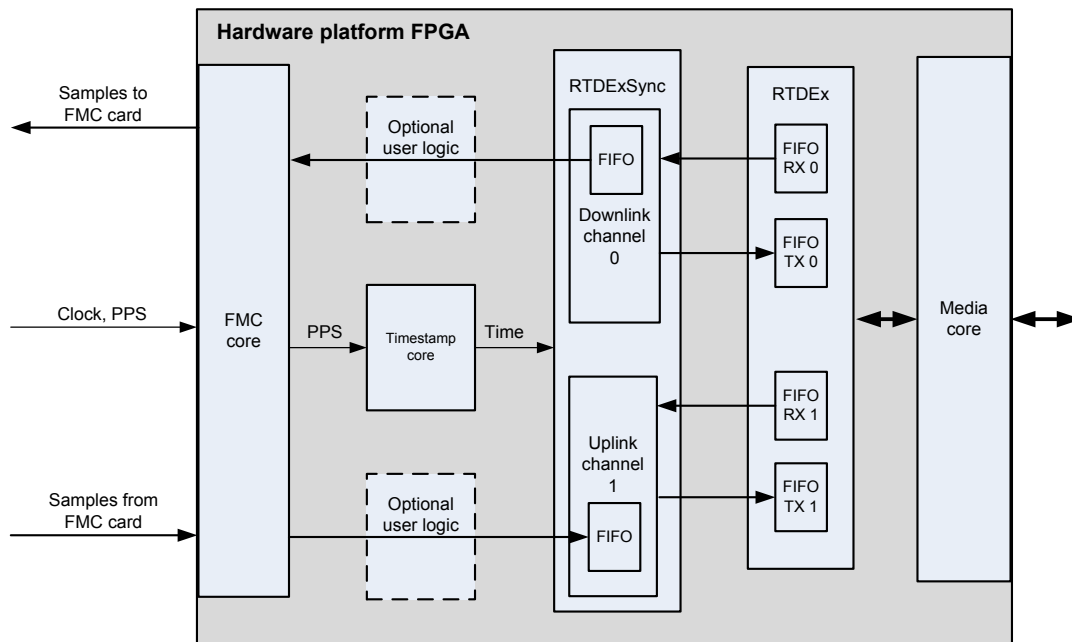 Hardware platform FPGA
Samples to
FMC card
Clock, PPS
Samples from
FMC card
FMC
core
Optional
user logic
PPS
Timestamp
core
Time
Optional
user logic
RTDExSync
FIFO
Downlink
channel
0
Uplink
channel
1
FIFO
RTDEx
FIFO
RX 0
FIFO
TX 0
FIFO
RX 1
FIFO
TX 1
Media
core